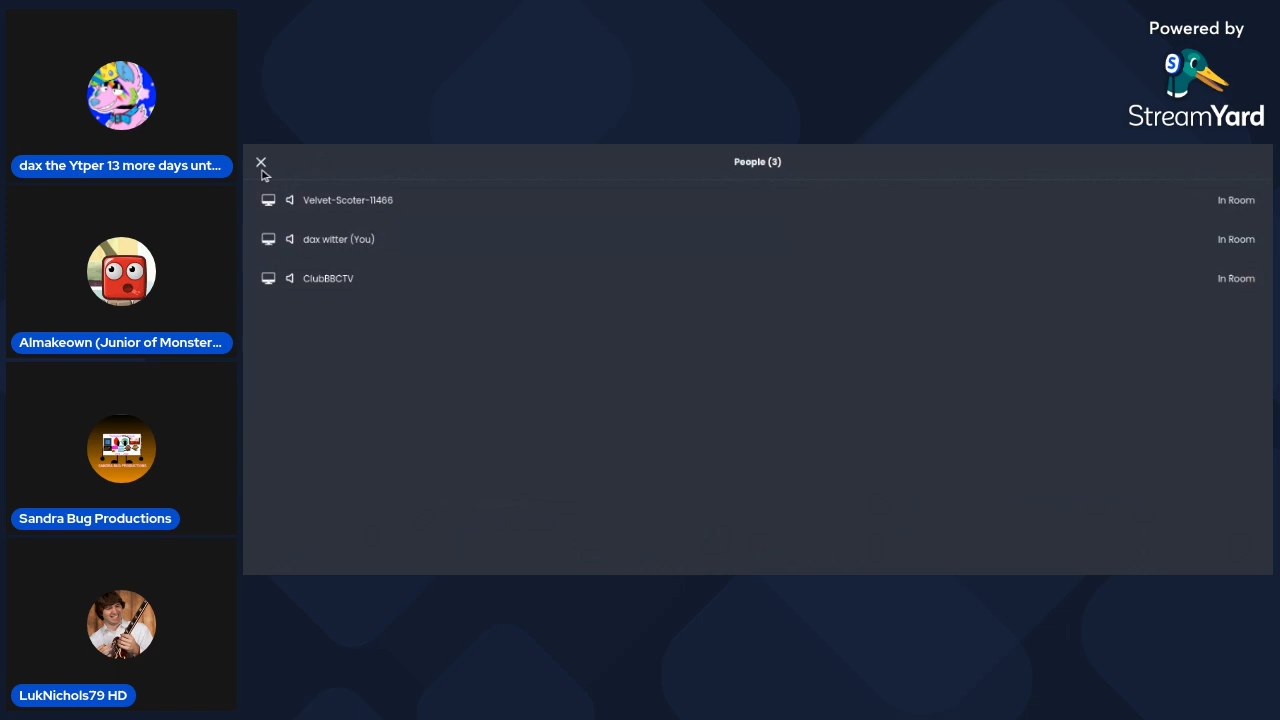 Powered by
StreamYard
dax the Ytper 13 more days unt...
Almakeown (Junior of Monster...
Sandra Bug Productions
LukNichols79 HD
People (3)
Velvet-Scoter-11466 In Room
dax witter (You) In Room
ClubBBCTV In Room